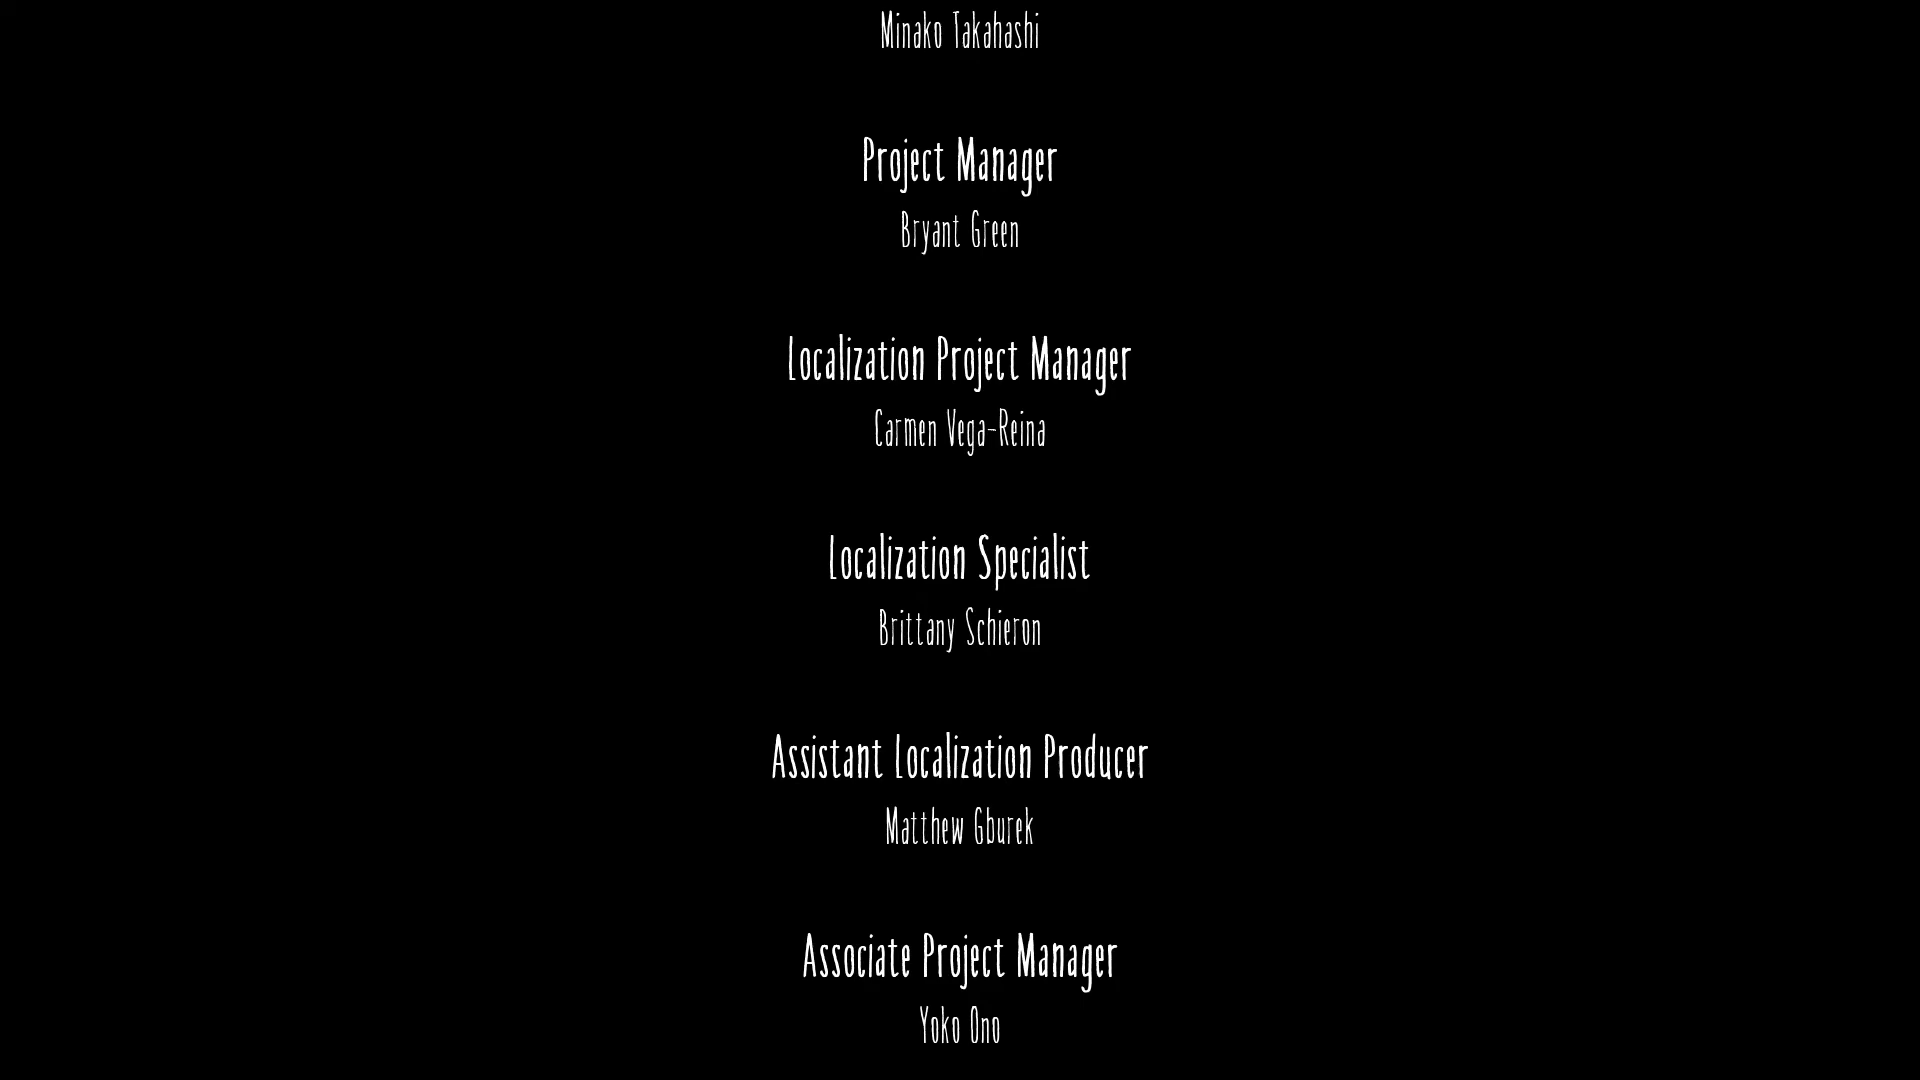 Minako Takahashi
Project Manager
Bryant Green
Localization Project Manager
Carmen Vega-Reina
Localization Specialist
Brittany Schieron
Assistant Localization Producer
Matthew Gburek
Associate Project Manager
Yoko Ono